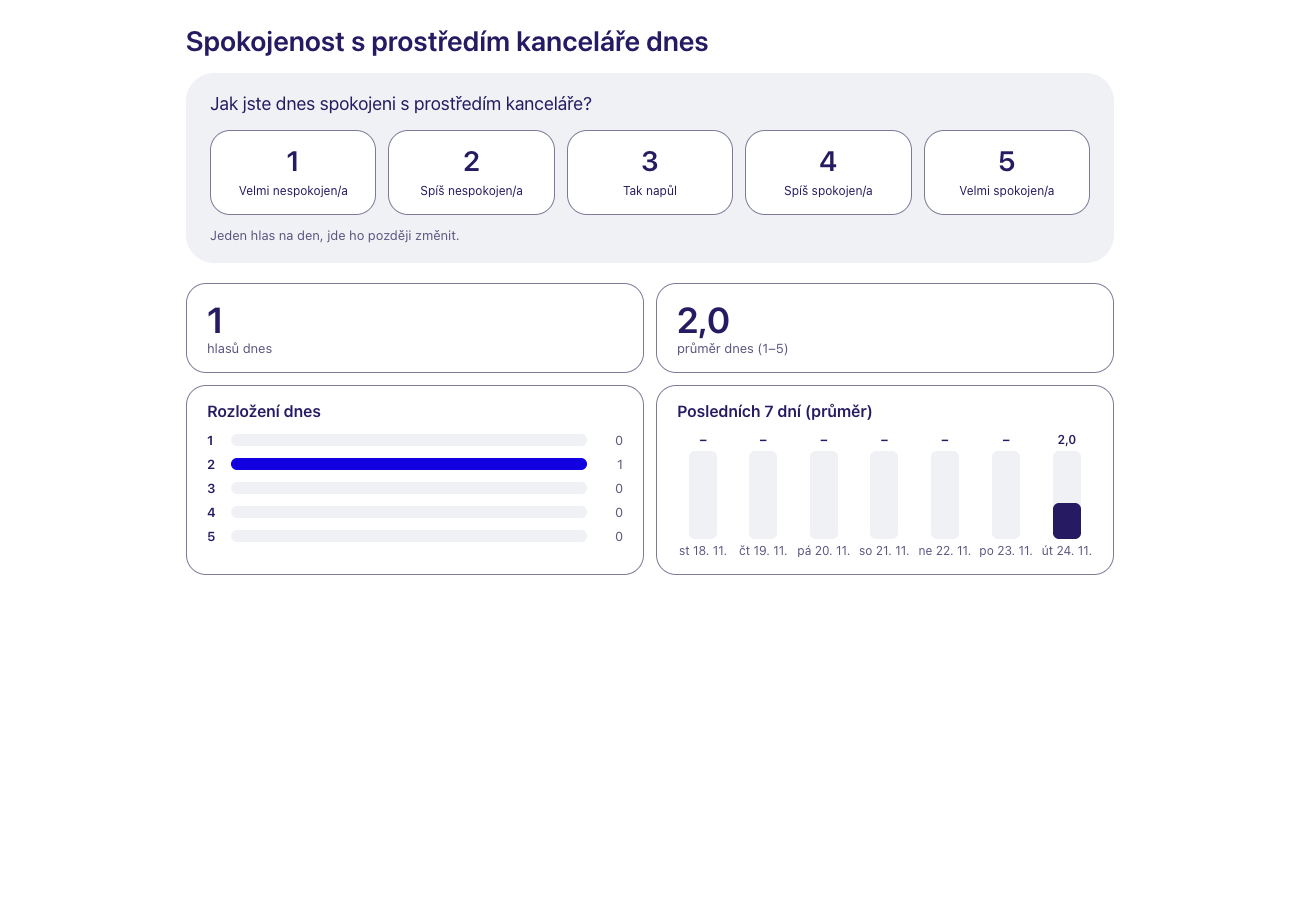 Spokojenost s prostředím kanceláře dnes
Jak jste dnes spokojeni s prostředím kanceláře?
1
Velmi nespokojen/a
2
Spíš nespokojen/a
3
Tak napůl
4
Spíš spokojen/a
5
Velmi spokojen/a
Jeden hlas na den, jde ho později změnit.
1
hlasů dnes
2,0
průměr dnes (1–5)
Rozložení dnes
1 0
2 1
3 0
4 0
5 0
Posledních 7 dní (průměr)
– – – – – – 2,0
st 18. 11. čt 19. 11. pá 20. 11. so 21. 11. ne 22. 11. po 23. 11. út 24. 11.